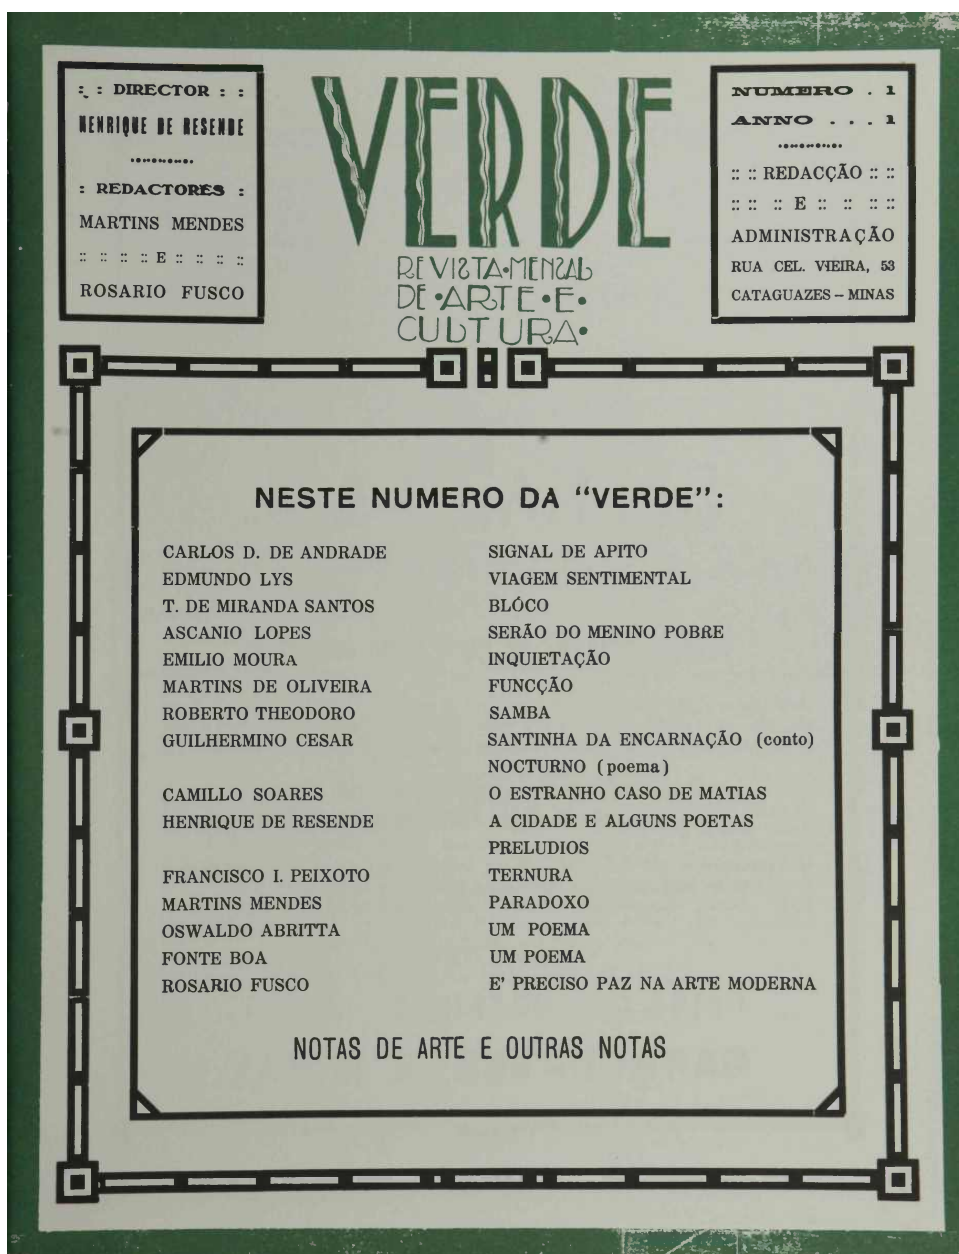 : : DIRECTOR : :
HENRIQUE DE RESENDE
: REDACTORES :
MARTINS MENDES
:: :: :: :: E :: :: :: ::
ROSARIO FUSCO
VERDE
REVISTA•MENSAL
DE•ARTE•E•
CULTURA•
NUMERO . 1
ANNO . . . 1
:: :: REDACÇÃO :: ::
:: :: :: E :: :: ::
ADMINISTRAÇÃO
RUA CEL. VIEIRA, 53
CATAGUAZES – MINAS
NESTE NUMERO DA “VERDE”:
CARLOS D. DE ANDRADE SIGNAL DE APITO
EDMUNDO LYS VIAGEM SENTIMENTAL
T. DE MIRANDA SANTOS BLÓCO
ASCANIO LOPES SERÃO DO MENINO POBRE
EMILIO MOURA INQUIETAÇÃO
MARTINS DE OLIVEIRA FUNCÇÃO
ROBERTO THEODORO SAMBA
GUILHERMINO CESAR SANTINHA DA ENCARNAÇÃO (conto)
NOCTURNO (poema)
CAMILLO SOARES O ESTRANHO CASO DE MATIAS
HENRIQUE DE RESENDE A CIDADE E ALGUNS POETAS
PRELUDIOS
FRANCISCO I. PEIXOTO TERNURA
MARTINS MENDES PARADOXO
OSWALDO ABRITTA UM POEMA
FONTE BOA UM POEMA
ROSARIO FUSCO E' PRECISO PAZ NA ARTE MODERNA
NOTAS DE ARTE E OUTRAS NOTAS